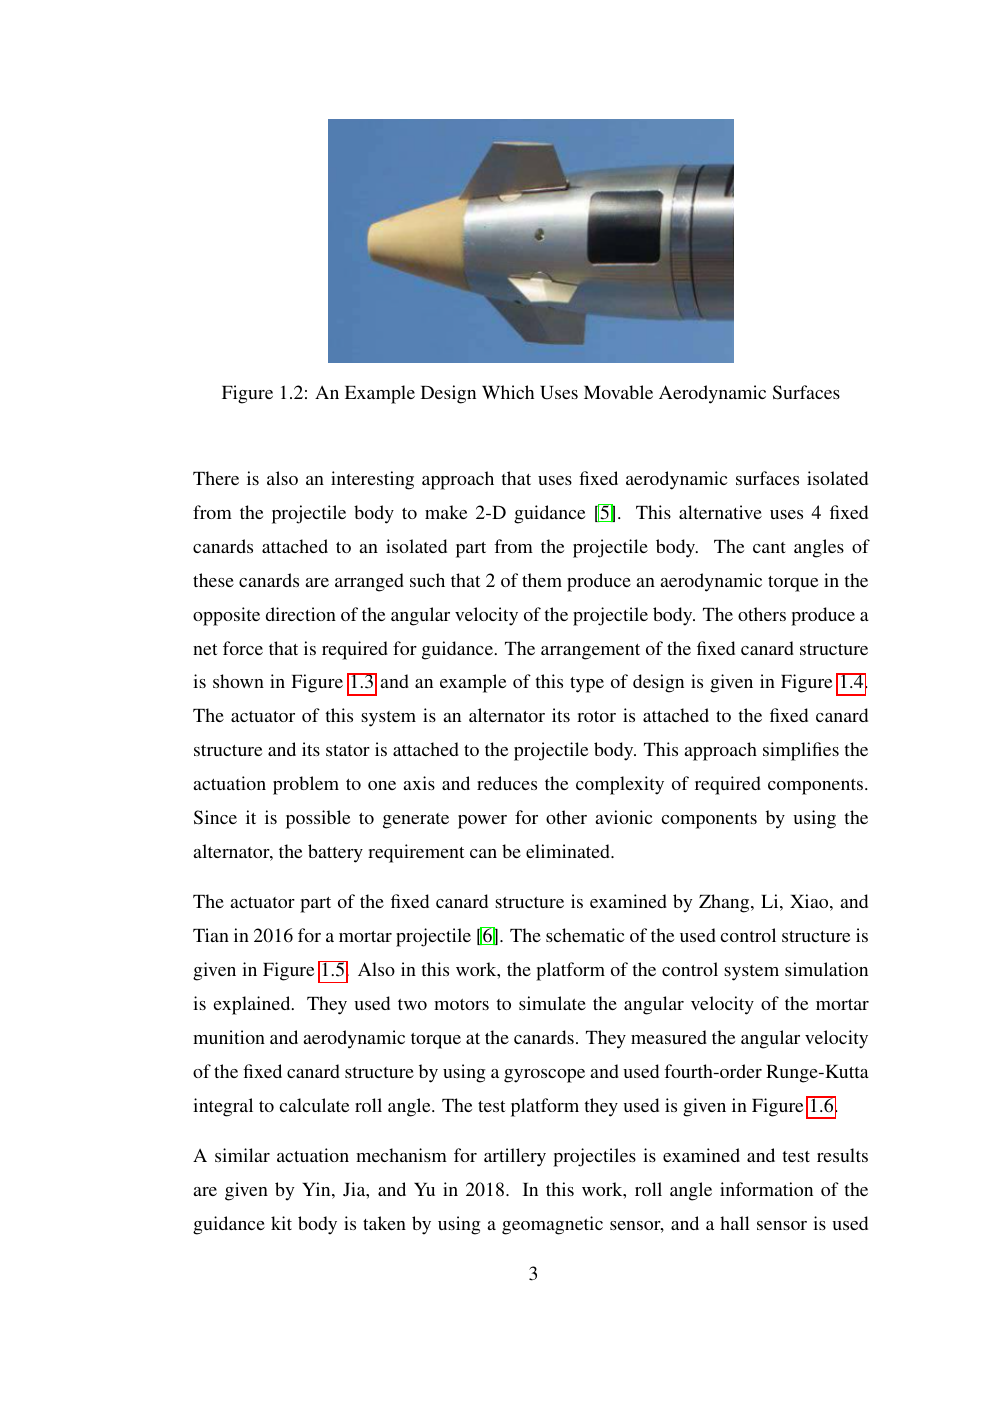 Figure 1.2: An Example Design Which Uses Movable Aerodynamic Surfaces
There is also an interesting approach that uses fixed aerodynamic surfaces isolated
from the projectile body to make 2-D guidance [5]. This alternative uses 4 fixed
canards attached to an isolated part from the projectile body. The cant angles of
these canards are arranged such that 2 of them produce an aerodynamic torque in the
opposite direction of the angular velocity of the projectile body. The others produce a
net force that is required for guidance. The arrangement of the fixed canard structure
is shown in Figure 1.3 and an example of this type of design is given in Figure 1.4.
The actuator of this system is an alternator its rotor is attached to the fixed canard
structure and its stator is attached to the projectile body. This approach simplifies the
actuation problem to one axis and reduces the complexity of required components.
Since it is possible to generate power for other avionic components by using the
alternator, the battery requirement can be eliminated.
The actuator part of the fixed canard structure is examined by Zhang, Li, Xiao, and
Tian in 2016 for a mortar projectile [6]. The schematic of the used control structure is
given in Figure 1.5. Also in this work, the platform of the control system simulation
is explained. They used two motors to simulate the angular velocity of the mortar
munition and aerodynamic torque at the canards. They measured the angular velocity
of the fixed canard structure by using a gyroscope and used fourth-order Runge-Kutta
integral to calculate roll angle. The test platform they used is given in Figure 1.6.
A similar actuation mechanism for artillery projectiles is examined and test results
are given by Yin, Jia, and Yu in 2018. In this work, roll angle information of the
guidance kit body is taken by using a geomagnetic sensor, and a hall sensor is used
3